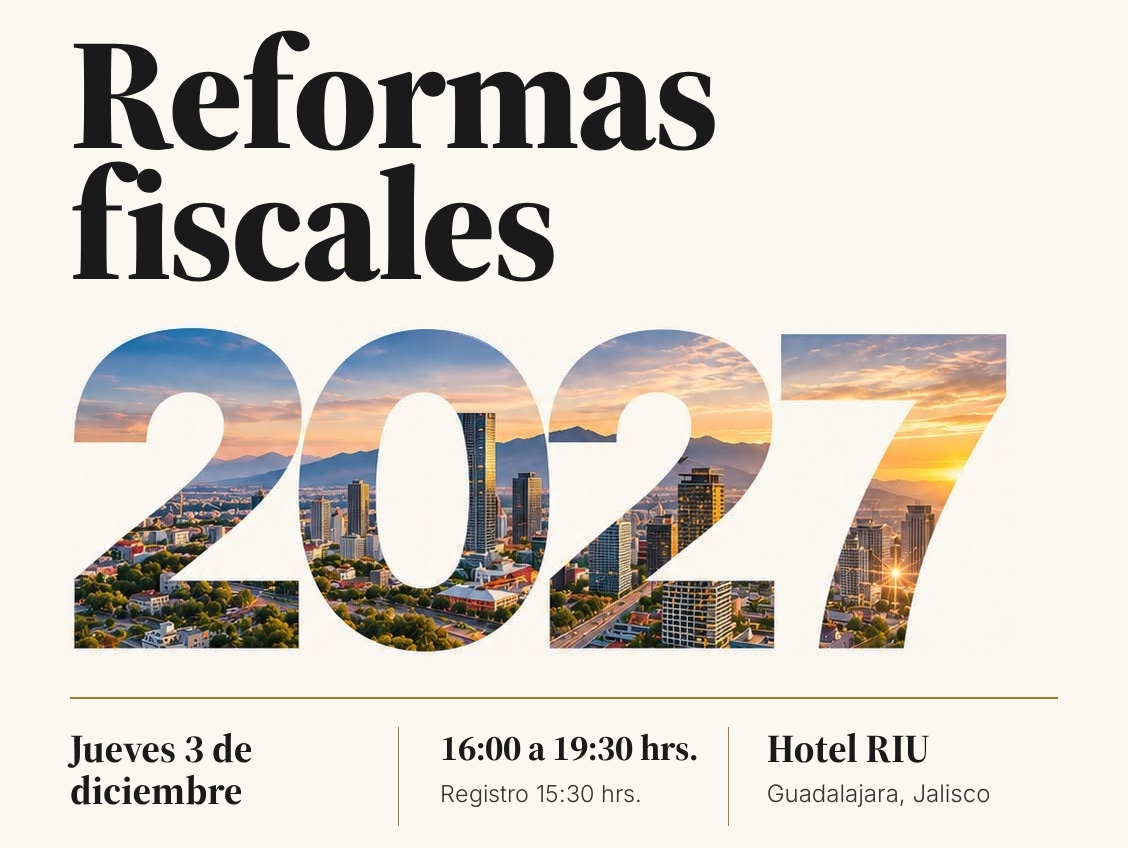 Reformas
fiscales
2027
Jueves 3 de
diciembre
16:00 a 19:30 hrs.
Registro 15:30 hrs.
Hotel RIU
Guadalajara, Jalisco